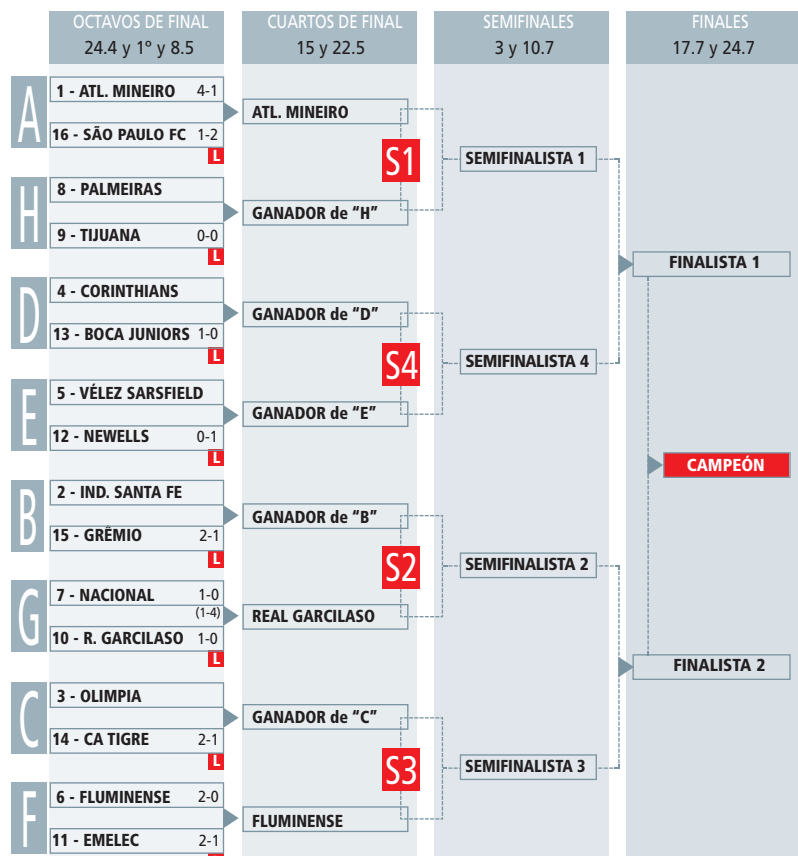 OCTAVOS DE FINAL
24.4 y 1° y 8.5
CUARTOS DE FINAL
15 y 22.5
SEMIFINALES
3 y 10.7
FINALES
17.7 y 24.7
A
1 - ATL. MINEIRO 4-1
16 - SÃO PAULO FC 1-2
L
ATL. MINEIRO
H
8 - PALMEIRAS
9 - TIJUANA 0-0
L
GANADOR de “H”
S1
SEMIFINALISTA 1
D
4 - CORINTHIANS
13 - BOCA JUNIORS 1-0
L
GANADOR de “D”
E
5 - VÉLEZ SARSFIELD
12 - NEWELLS 0-1
L
GANADOR de “E”
S4
SEMIFINALISTA 4
FINALISTA 1
CAMPEÓN
B
2 - IND. SANTA FE
15 - GRÊMIO 2-1
L
GANADOR de “B”
G
7 - NACIONAL 1-0
(1-4)
10 - R. GARCILASO 1-0
L
REAL GARCILASO
S2
SEMIFINALISTA 2
C
3 - OLIMPIA
14 - CA TIGRE 2-1
L
GANADOR de “C”
F
6 - FLUMINENSE 2-0
11 - EMELEC 2-1
FLUMINENSE
S3
SEMIFINALISTA 3
FINALISTA 2